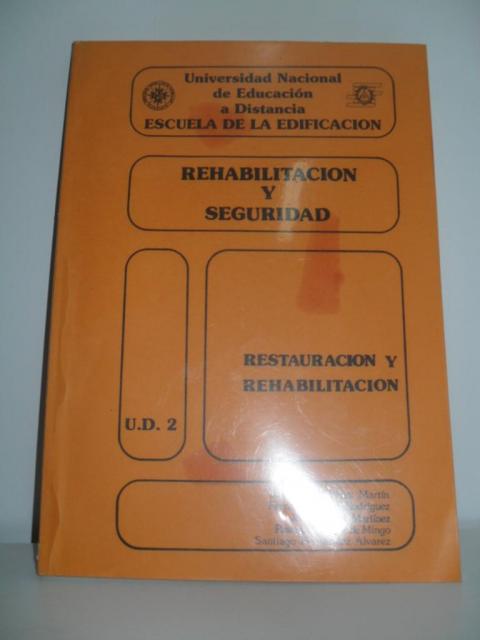 Universidad Nacional
de Educación
a Distancia
ESCUELA DE LA EDIFICACION
REHABILITACION
Y
SEGURIDAD
RESTAURACION Y
REHABILITACION
U.D. 2
Martín
Rodríguez
Martínez
Mingo
Santiago Alvarez